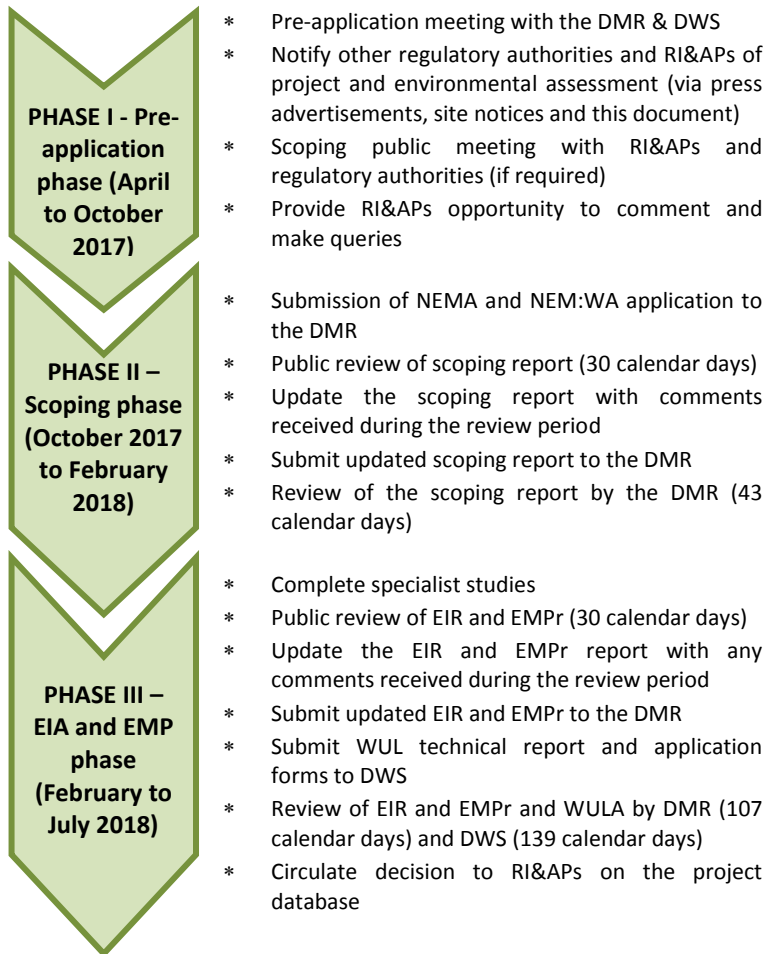 PHASE I - Pre-
application
phase (April
to October
2017)
* Pre-application meeting with the DMR & DWS
* Notify other regulatory authorities and RI&APs of
project and environmental assessment (via press
advertisements, site notices and this document)
* Scoping public meeting with RI&APs and
regulatory authorities (if required)
* Provide RI&APs opportunity to comment and
make queries
PHASE II –
Scoping phase
(October 2017
to February
2018)
* Submission of NEMA and NEM:WA application to
the DMR
* Public review of scoping report (30 calendar days)
* Update the scoping report with comments
received during the review period
* Submit updated scoping report to the DMR
* Review of the scoping report by the DMR (43
calendar days)
PHASE III –
EIA and EMP
phase
(February to
July 2018)
* Complete specialist studies
* Public review of EIR and EMPr (30 calendar days)
* Update the EIR and EMPr report with any
comments received during the review period
* Submit updated EIR and EMPr to the DMR
* Submit WUL technical report and application
forms to DWS
* Review of EIR and EMPr and WULA by DMR (107
calendar days) and DWS (139 calendar days)
* Circulate decision to RI&APs on the project
database